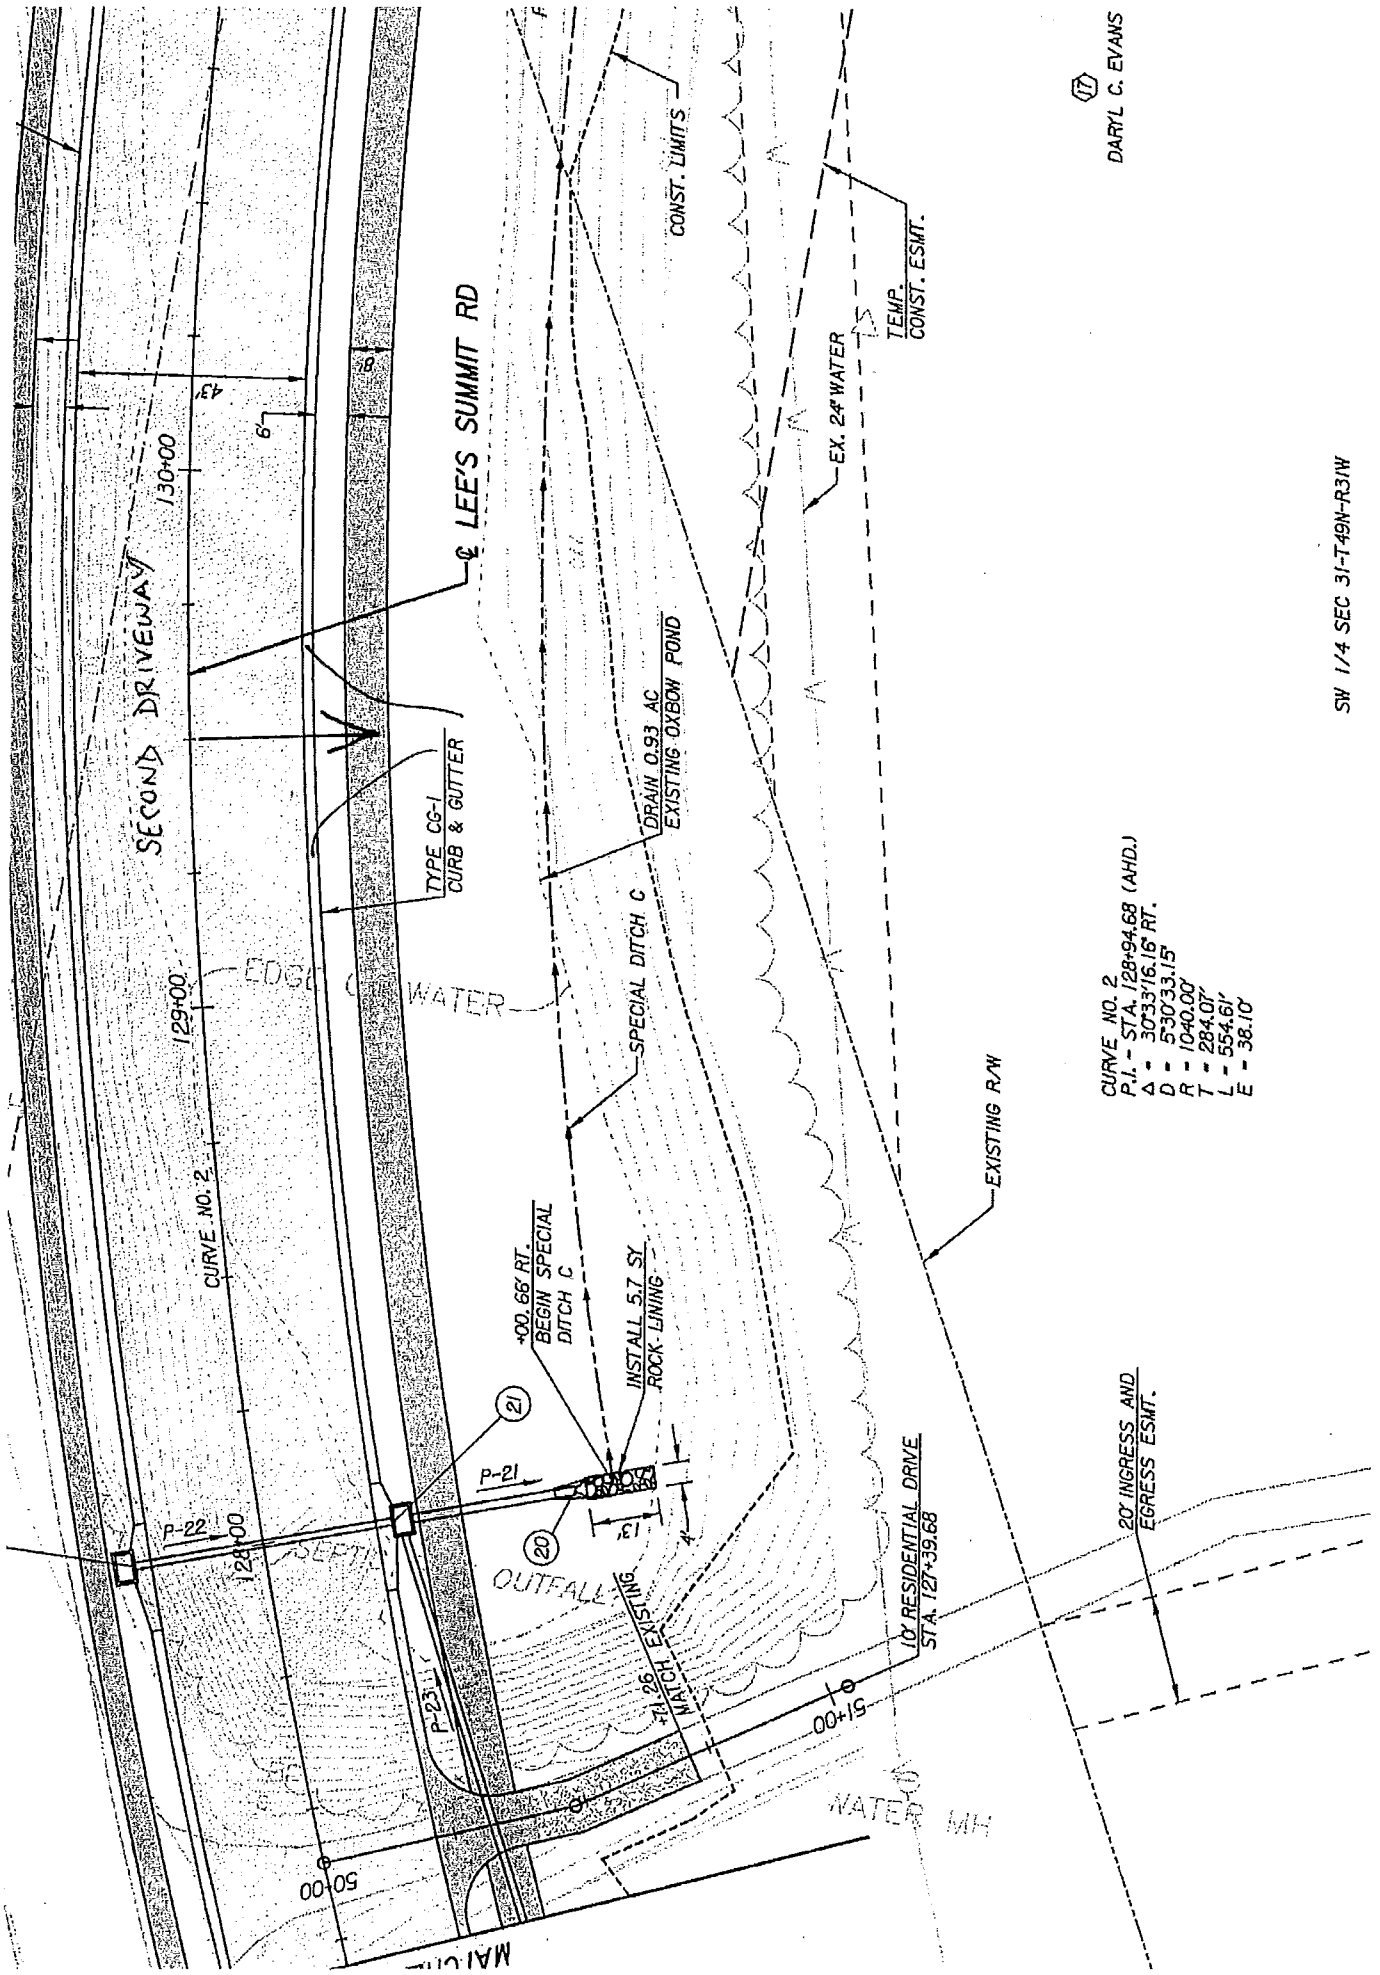 SECOND DRIVEWAY
130+00
129+00
128+00
CURVE NO. 2
43'
6'
8'
℄ LEE'S SUMMIT RD
CONST. LIMITS
TEMP.
CONST. ESMT.
EX. 24" WATER
17
DARYL C. EVANS
TYPE CG-1
CURB & GUTTER
DRAIN 0.93 AC
EXISTING OXBOW POND
EDGE OF WATER
SPECIAL DITCH C
+00, 66' RT.
BEGIN SPECIAL
DITCH C
INSTALL 5.7 SY
ROCK LINING
21
20
P-21
P-22
P-23
13'
4'
OUTFALL
+71.26
MATCH EXISTING
10' RESIDENTIAL DRIVE
STA. 127+39.68
50+00
51+00
WATER MH
EXISTING R/W
20' INGRESS AND
EGRESS ESMT.
CURVE NO. 2
P.I. - STA. 128+94.68 (AHD.)
Δ = 30°33'16.16" RT.
D = 5°30'33.15"
R = 1040.00'
T = 284.07'
L = 554.61'
E = 38.10'
SW 1/4 SEC 31-T49N-R31W